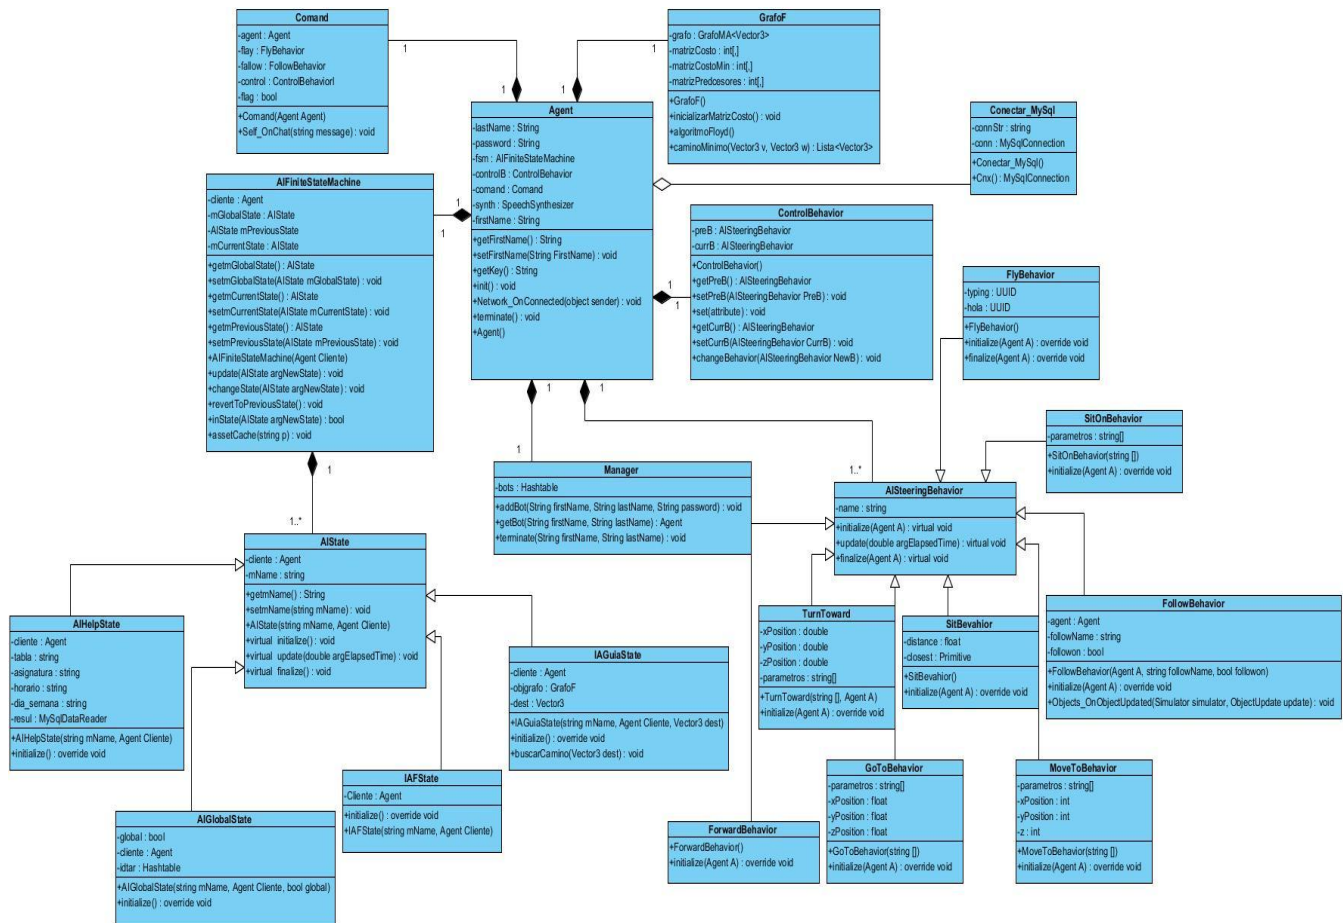 Comand
-agent : Agent
-flay : FlyBehavior
-fallow : FollowBehavior
-control : ControlBehaviorI
-flag : bool
+Comand(Agent Agent)
+Self_OnChat(string message) : void
1
1
GrafoF
-grafo : GrafoMA<Vector3>
-matrizCosto : int[,]
-matrizCostoMin : int[,]
-matrizPredcesores : int[,]
+GrafoF()
+inicializarMatrizCosto() : void
+algoritmoFloyd()
+caminoMinimo(Vector3 v, Vector3 w) : Lista<Vector3>
1
1
Agent
-lastName : String
-password : String
-fsm : AIFiniteStateMachine
-controlB : ControlBehavior
-comand : Comand
-synth : SpeechSynthesizer
-firstName : String
+getFirstName() : String
+setFirstName(String FirstName) : void
+getKey() : String
+init() : void
+Network_OnConnected(object sender) : void
+terminate() : void
+Agent()
Conectar_MySql
-connStr : string
-conn : MySqlConnection
+Conectar_MySql()
+Cnx() : MySqlConnection
AIFiniteStateMachine
-cliente : Agent
-mGlobalState : AIState
-AIState mPreviousState
-mCurrentState : AIState
+getmGlobalState() : AIState
+setmGlobalState(AIState mGlobalState) : void
+getmCurrentState() : AIState
+setmCurrentState(AIState mCurrentState) : void
+getmPreviousState() : AIState
+setmPreviousState(AIState mPreviousState) : void
+AIFiniteStateMachine(Agent Cliente)
+update(AIState argNewState) : void
+changeState(AIState argNewState) : void
+revertToPreviousState() : void
+inState(AIState argNewState) : bool
+assetCache(string p) : void
1
1
ControlBehavior
-preB : AISteeringBehavior
-currB : AISteeringBehavior
+ControlBehavior()
+getPreB() : AISteeringBehavior
+setPreB(AISteeringBehavior PreB) : void
+set(attribute) : void
+getCurrB() : AISteeringBehavior
+setCurrB(AISteeringBehavior CurrB) : void
+changeBehavior(AISteeringBehavior NewB) : void
1
1
FlyBehavior
-typing : UUID
-hola : UUID
+FlyBehavior()
+initialize(Agent A) : override void
+finalize(Agent A) : override void
1
1
1
SitOnBehavior
-parametros : string[]
+SitOnBehavior(string [])
+initialize(Agent A) : override void
1
1..*
Manager
-bots : Hashtable
+addBot(String firstName, String lastName, String password) : void
+getBot(String firstName, String lastName) : Agent
+terminate(String firstName, String lastName) : void
1..*
AISteeringBehavior
-name : string
+initialize(Agent A) : virtual void
+update(double argElapsedTime) : virtual void
+finalize(Agent A) : virtual void
AIState
-cliente : Agent
-mName : string
+getmName() : String
+setmName(string mName) : void
+AIState(string mName, Agent Cliente)
+virtual initialize() : void
+virtual update(double argElapsedTime) : void
+virtual finalize() : void
AIHelpState
-cliente : Agent
-tabla : string
-asignatura : string
-horario : string
-dia_semana : string
-resul : MySqlDataReader
+AIHelpState(string mName, Agent Cliente)
+initialize() : override void
IAGuiaState
-cliente : Agent
-objgrafo : GrafoF
-dest : Vector3
+IAGuiaState(string mName, Agent Cliente, Vector3 dest)
+initialize() : override void
+buscarCamino(Vector3 dest) : void
TurnToward
-xPosition : double
-yPosition : double
-zPosition : double
-parametros : string[]
+TurnToward(string [], Agent A)
+initialize(Agent A) : override void
SitBevahior
-distance : float
-closest : Primitive
+SitBevahior()
+initialize(Agent A) : override void
FollowBehavior
-agent : Agent
-followName : string
-followon : bool
+FollowBehavior(Agent A, string followName, bool followon)
+initialize(Agent A) : override void
+Objects_OnObjectUpdated(Simulator simulator, ObjectUpdate update) : void
IAFState
-Cliente : Agent
+initialize() : override void
+IAFState(string mName, Agent Cliente)
AIGlobalState
-global : bool
-cliente : Agent
-idtar : Hashtable
+AIGlobalState(string mName, Agent Cliente, bool global)
+initialize() : override void
ForwardBehavior
+ForwardBehavior()
+initialize(Agent A) : override void
GoToBehavior
-parametros : string[]
-xPosition : float
-yPosition : float
-zPosition : float
+GoToBehavior(string [])
+initialize(Agent A) : override void
MoveToBehavior
-parametros : string[]
-xPosition : int
-yPosition : int
-z : int
+MoveToBehavior(string [])
+initialize(Agent A) : override void